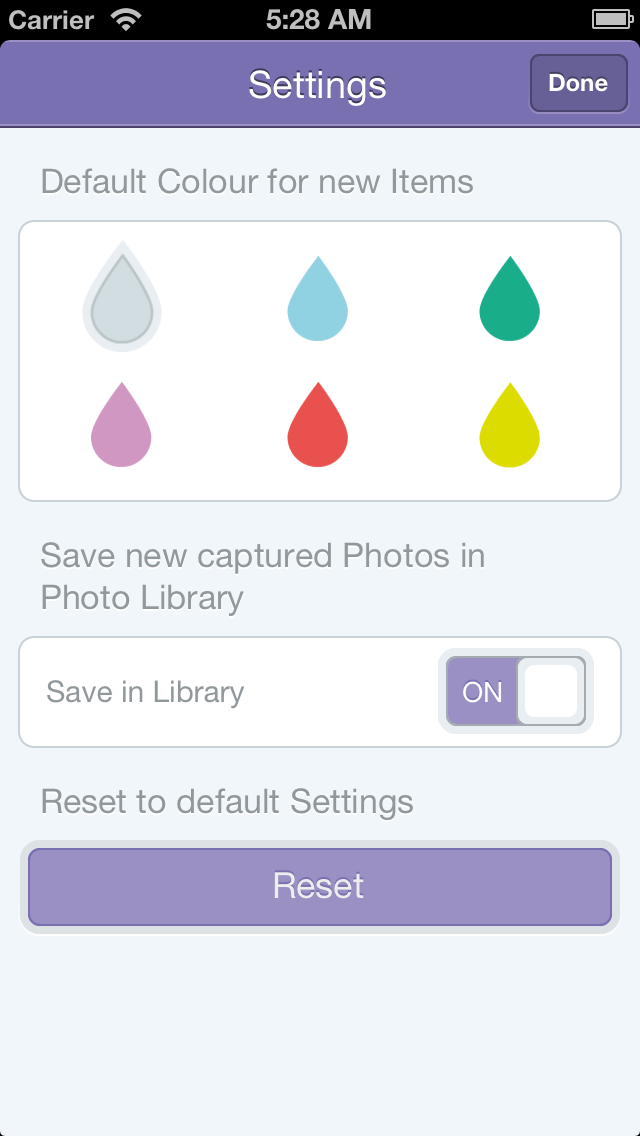 Carrier 5:28 AM
Settings Done
Default Colour for new Items
Save new captured Photos in
Photo Library
Save in Library ON
Reset to default Settings
Reset